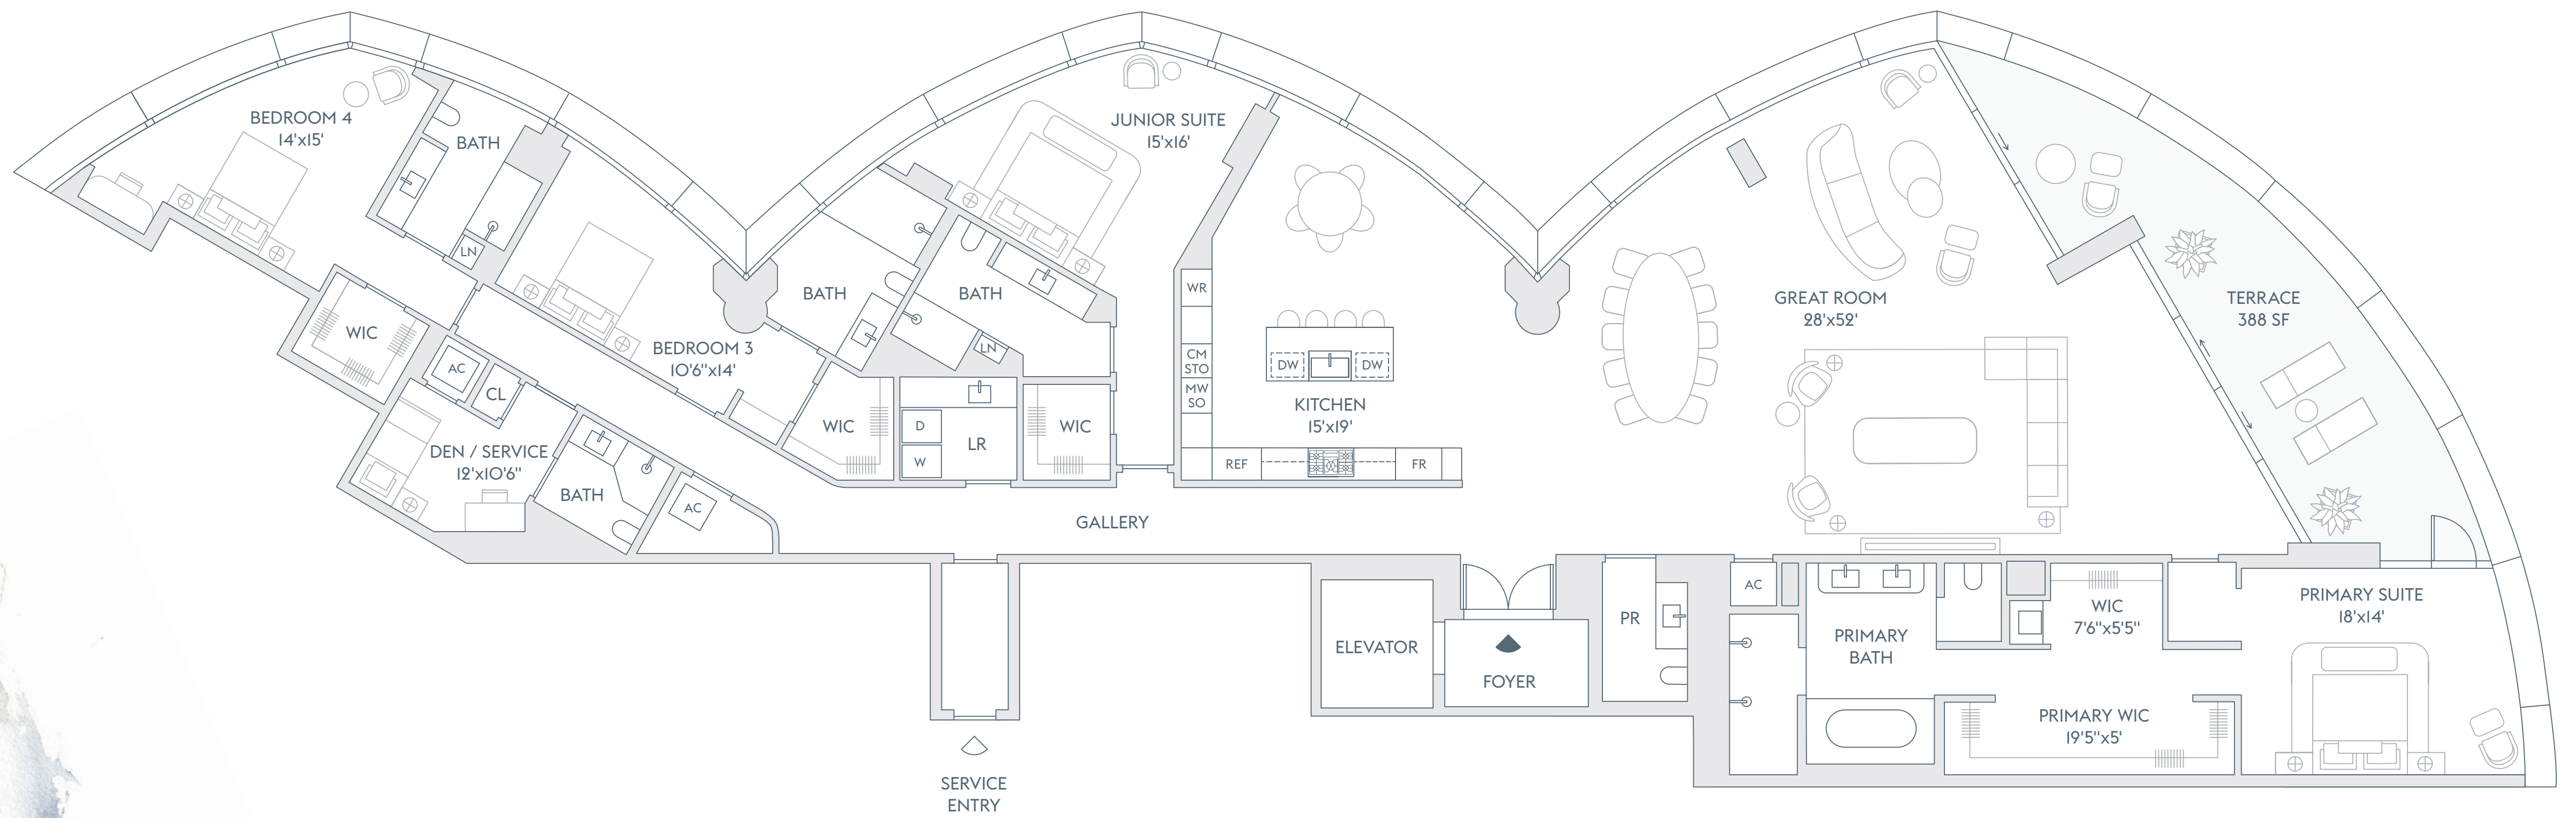 BEDROOM 4
14'x15'
BATH
LN
WIC
AC
CL
DEN / SERVICE
12'x10'6"
BATH
AC
BEDROOM 3
10'6"x14'
BATH
BATH
LN
JUNIOR SUITE
15'x16'
WIC
D
W
LR
WIC
WR
CM
STO
MW
SO
DW
DW
KITCHEN
15'x19'
REF
FR
GALLERY
GREAT ROOM
28'x52'
TERRACE
388 SF
SERVICE
ENTRY
ELEVATOR
FOYER
PR
AC
PRIMARY
BATH
WIC
7'6"x5'5"
PRIMARY WIC
19'5"x5'
PRIMARY SUITE
18'x14'